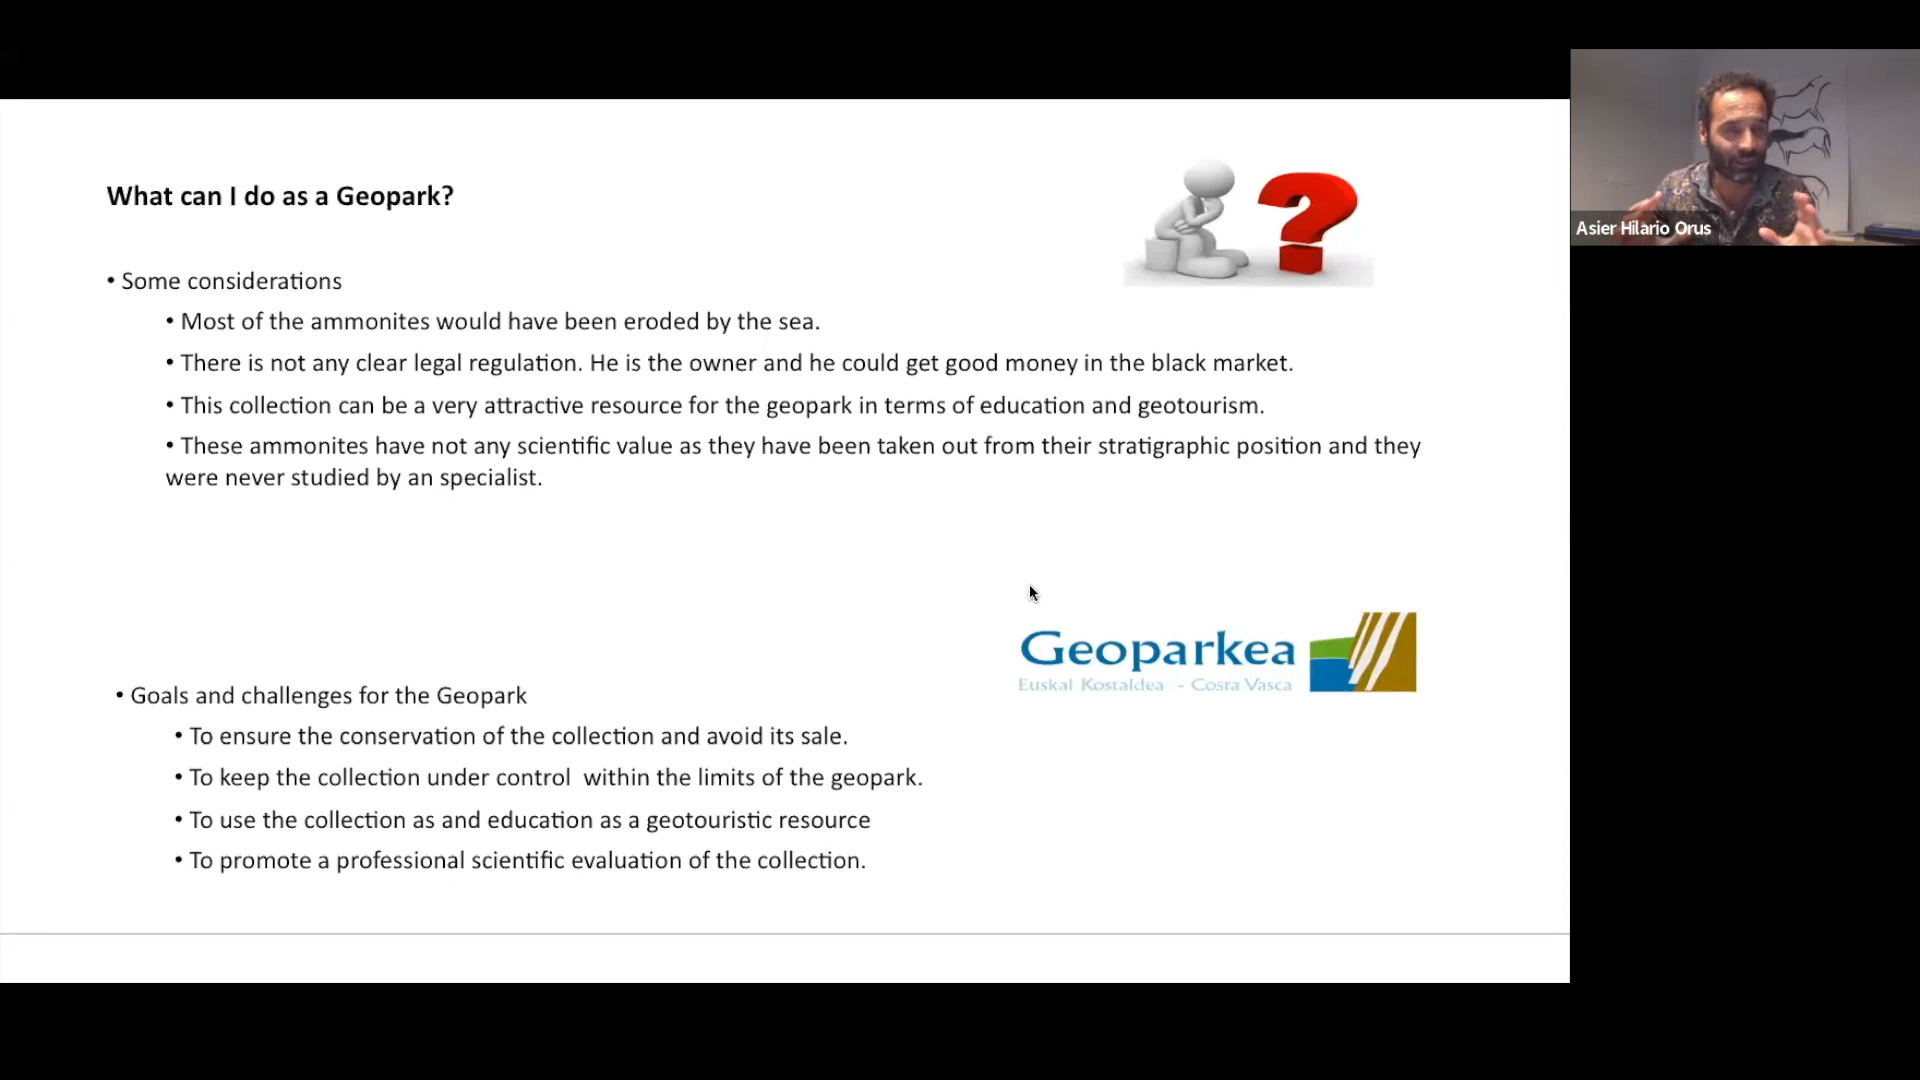 What can I do as a Geopark?
Asier Hilario Orus
• Some considerations
• Most of the ammonites would have been eroded by the sea.
• There is not any clear legal regulation. He is the owner and he could get good money in the black market.
• This collection can be a very attractive resource for the geopark in terms of education and geotourism.
• These ammonites have not any scientific value as they have been taken out from their stratigraphic position and they
were never studied by an specialist.
Geoparkea
Euskal Kostaldea - Costa Vasca
• Goals and challenges for the Geopark
• To ensure the conservation of the collection and avoid its sale.
• To keep the collection under control  within the limits of the geopark.
• To use the collection as and education as a geotouristic resource
• To promote a professional scientific evaluation of the collection.